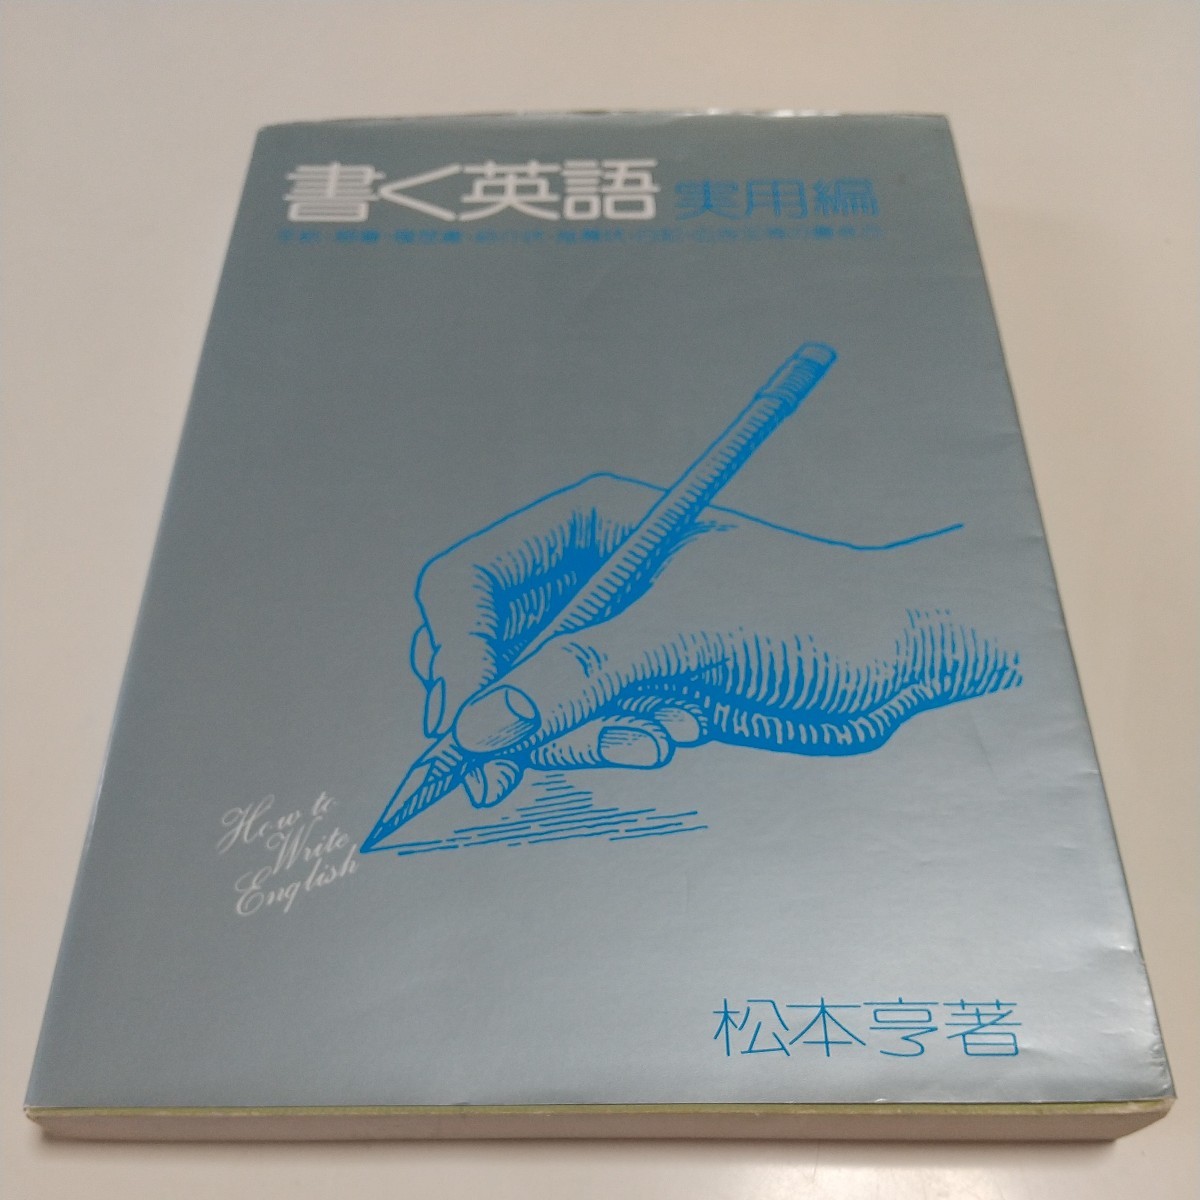 書く英語 実用編
松本亨著
How to
Write
English